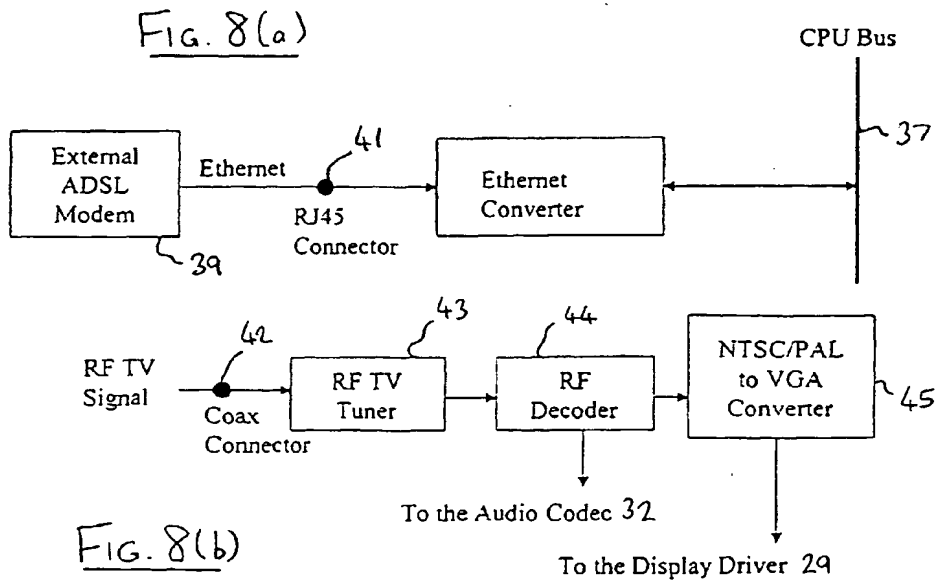 FIG. 8(a)
CPU Bus
37
External
ADSL
Modem
39
Ethernet
41
RJ45
Connector
Ethernet
Converter
RF TV
Signal
42
Coax
Connector
43
RF TV
Tuner
44
RF
Decoder
NTSC/PAL
to VGA
Converter
45
To the Audio Codec 32
To the Display Driver 29
FIG. 8(b)